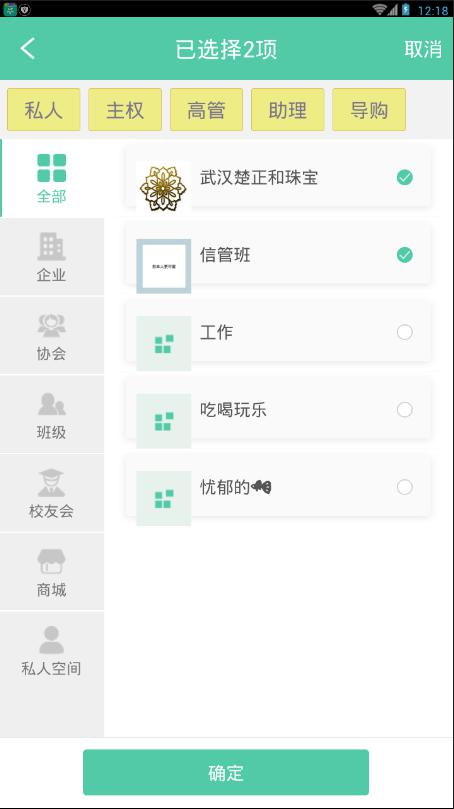 12:18
已选择2项
取消
私人
主权
高管
助理
导购
全部
企业
协会
班级
校友会
商城
私人空间
武汉楚正和珠宝
信管班
工作
吃喝玩乐
忧郁的
确定